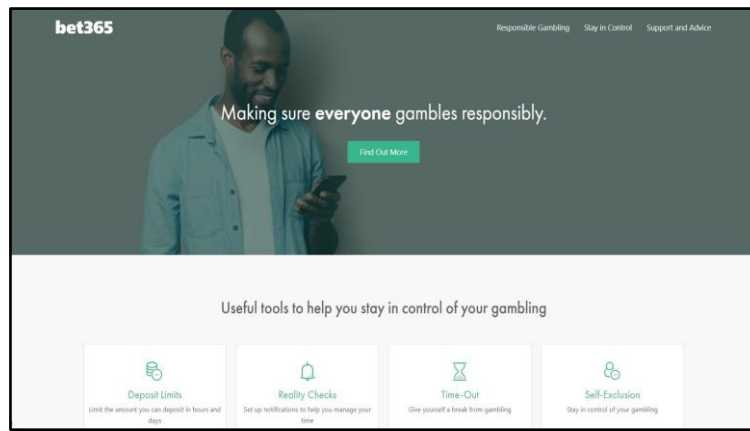 bet365
Responsible Gambling Stay in Control Support and Advice
Making sure everyone gambles responsibly.
Find Out More
Useful tools to help you stay in control of your gambling
Deposit Limits
Limit the amount you can deposit in hours and
days
Reality Checks
Set up notifications to help you manage your
time
Time-Out
Give yourself a break from gambling
Self-Exclusion
Stay in control of your gambling